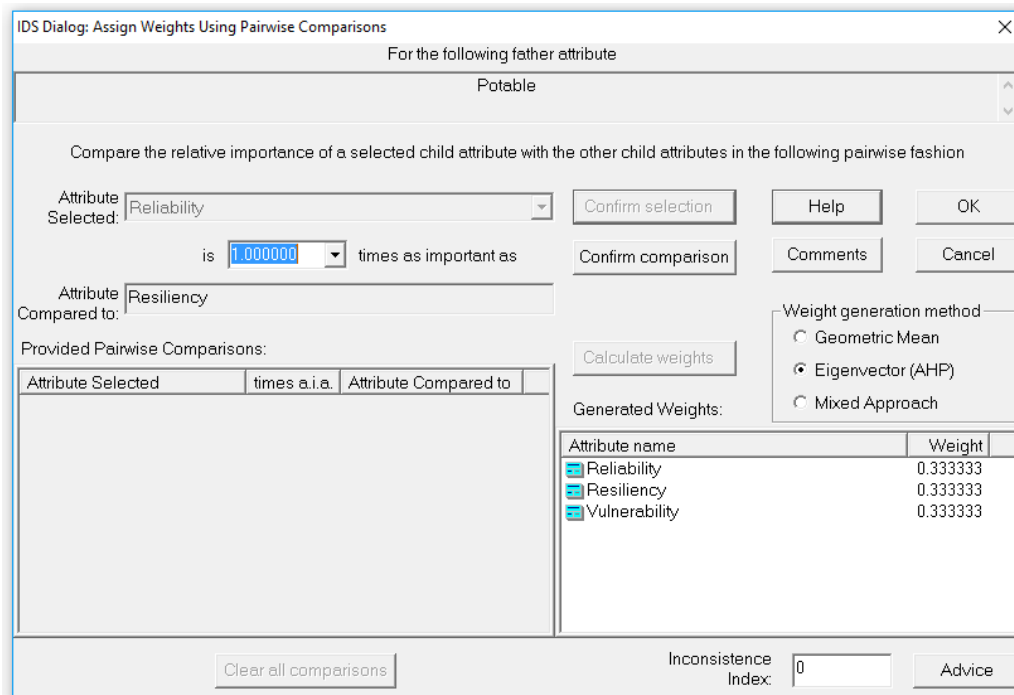 IDS Dialog: Assign Weights Using Pairwise Comparisons
For the following father attribute
Potable
Compare the relative importance of a selected child attribute with the other child attributes in the following pairwise fashion
Attribute Selected: Reliability
Confirm selection
Help
OK
is 1.000000 times as important as
Confirm comparison
Comments
Cancel
Attribute Compared to: Resiliency
Weight generation method
Geometric Mean
Eigenvector (AHP)
Mixed Approach
Provided Pairwise Comparisons:
Calculate weights
Attribute Selected times a.i.a. Attribute Compared to
Generated Weights:
Attribute name Weight
Reliability 0.333333
Resiliency 0.333333
Vulnerability 0.333333
Clear all comparisons
Inconsistence Index: 0
Advice